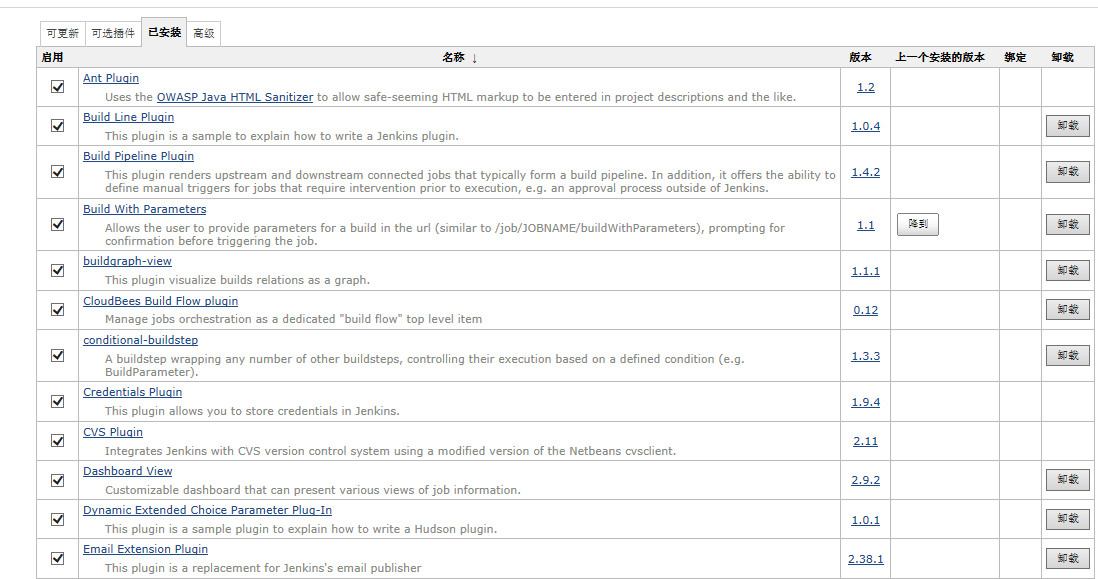 可更新 可选插件 已安装 高级
启用 名称 ↓ 版本 上一个安装的版本 绑定 卸载
Ant Plugin
Uses the OWASP Java HTML Sanitizer to allow safe-seeming HTML markup to be entered in project descriptions and the like.
1.2
Build Line Plugin
This plugin is a sample to explain how to write a Jenkins plugin.
1.0.4 卸载
Build Pipeline Plugin
This plugin renders upstream and downstream connected jobs that typically form a build pipeline. In addition, it offers the ability to
define manual triggers for jobs that require intervention prior to execution, e.g. an approval process outside of Jenkins.
1.4.2 卸载
Build With Parameters
Allows the user to provide parameters for a build in the url (similar to /job/JOBNAME/buildWithParameters), prompting for
confirmation before triggering the job.
1.1 降到 卸载
buildgraph-view
This plugin visualize builds relations as a graph.
1.1.1 卸载
CloudBees Build Flow plugin
Manage jobs orchestration as a dedicated "build flow" top level item
0.12 卸载
conditional-buildstep
A buildstep wrapping any number of other buildsteps, controlling their execution based on a defined condition (e.g.
BuildParameter).
1.3.3 卸载
Credentials Plugin
This plugin allows you to store credentials in Jenkins.
1.9.4
CVS Plugin
Integrates Jenkins with CVS version control system using a modified version of the Netbeans cvsclient.
2.11
Dashboard View
Customizable dashboard that can present various views of job information.
2.9.2 卸载
Dynamic Extended Choice Parameter Plug-In
This plugin is a sample plugin to explain how to write a Hudson plugin.
1.0.1 卸载
Email Extension Plugin
This plugin is a replacement for Jenkins's email publisher
2.38.1 卸载